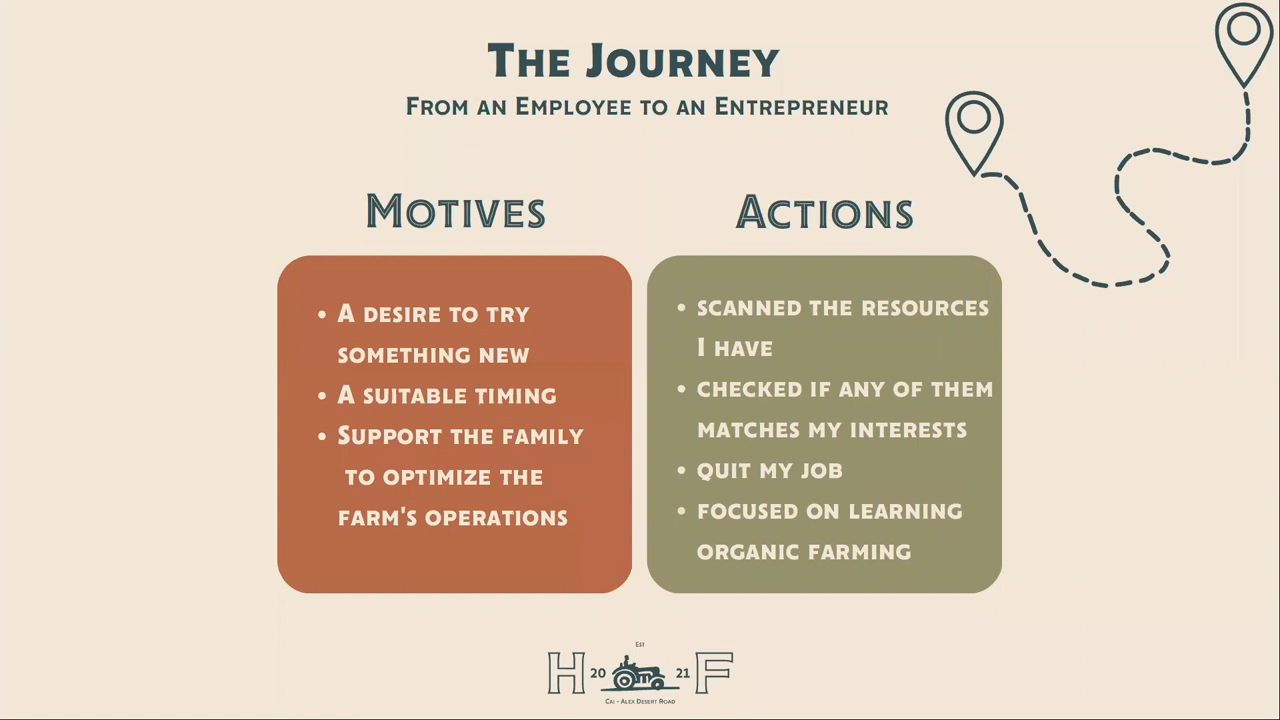 The Journey
From an Employee to an Entrepreneur
Motives
Actions
• A desire to try
something new
• A suitable timing
• Support the family
to optimize the
farm's operations
• scanned the resources
I have
• checked if any of them
matches my interests
• quit my job
• focused on learning
organic farming
Est
H 20 21 F
Cai - Alex Desert Road